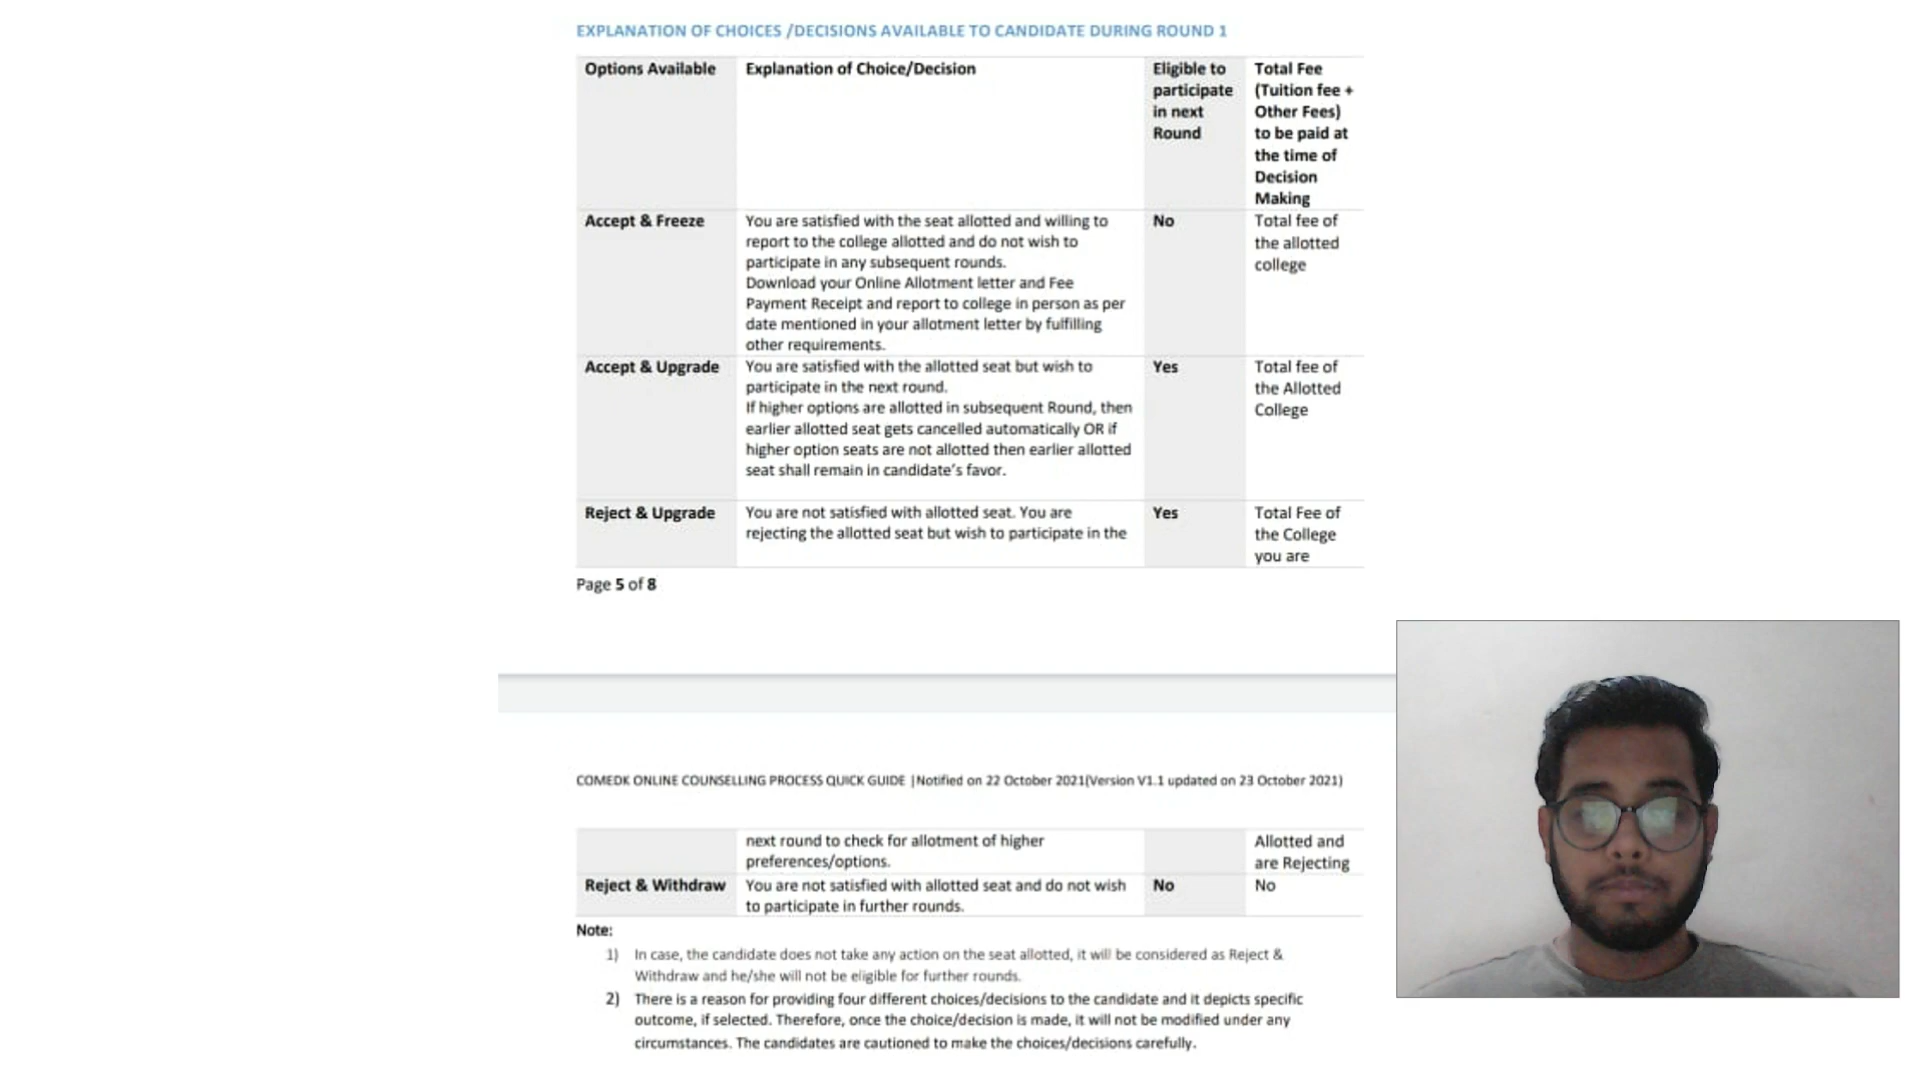 EXPLANATION OF CHOICES /DECISIONS AVAILABLE TO CANDIDATE DURING ROUND 1
Options Available
Explanation of Choice/Decision
Eligible to
participate
in next
Round
Total Fee
(Tuition fee +
Other Fees)
to be paid at
the time of
Decision
Making
Accept & Freeze
You are satisfied with the seat allotted and willing to
report to the college allotted and do not wish to
participate in any subsequent rounds.
Download your Online Allotment letter and Fee
Payment Receipt and report to college in person as per
date mentioned in your allotment letter by fulfilling
other requirements.
No
Total fee of
the allotted
college
Accept & Upgrade
You are satisfied with the allotted seat but wish to
participate in the next round.
If higher options are allotted in subsequent Round, then
earlier allotted seat gets cancelled automatically OR if
higher option seats are not allotted then earlier allotted
seat shall remain in candidate's favor.
Yes
Total fee of
the Allotted
College
Reject & Upgrade
You are not satisfied with allotted seat. You are
rejecting the allotted seat but wish to participate in the
Yes
Total Fee of
the College
you are
Page 5 of 8
COMEDK ONLINE COUNSELLING PROCESS QUICK GUIDE |Notified on 22 October 2021(Version V1.1 updated on 23 October 2021)
next round to check for allotment of higher
preferences/options.
Allotted and
are Rejecting
Reject & Withdraw
You are not satisfied with allotted seat and do not wish
to participate in further rounds.
No
No
Note:
1) In case, the candidate does not take any action on the seat allotted, it will be considered as Reject &
Withdraw and he/she will not be eligible for further rounds.
2) There is a reason for providing four different choices/decisions to the candidate and it depicts specific
outcome, if selected. Therefore, once the choice/decision is made, it will not be modified under any
circumstances. The candidates are cautioned to make the choices/decisions carefully.